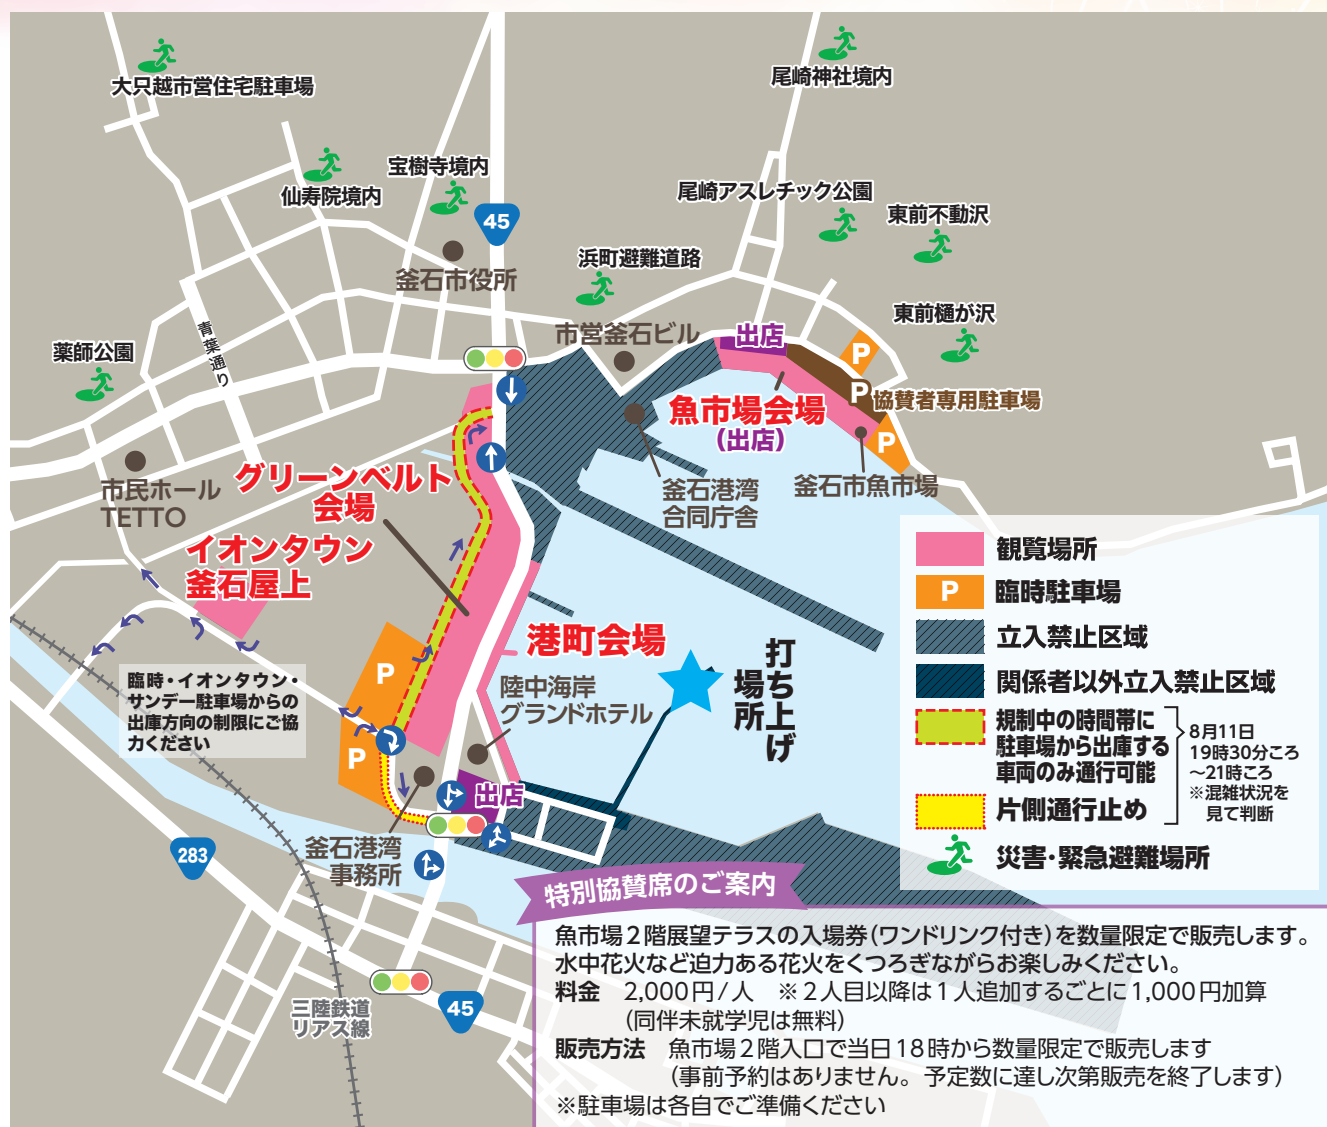 大只越市営住宅駐車場
尾崎神社境内
仙寿院境内
宝樹寺境内
45
尾崎アスレチック公園
東前不動沢
釜石市役所
浜町避難道路
東前樋が沢
薬師公園
青葉通り
市営釜石ビル
出店
P
P
協賛者専用駐車場
P
魚市場会場
(出店)
釜石市魚市場
釜石港湾
合同庁舎
市民ホール
TETTO
グリーンベルト
会場
イオンタウン
釜石屋上
港町会場
打ち上げ
場所
陸中海岸
グランドホテル
P
P
臨時・イオンタウン・
サンデー駐車場からの
出庫方向の制限にご協
力ください
出店
釜石港湾
事務所
283
三陸鉄道
リアス線
45
観覧場所
P 臨時駐車場
立入禁止区域
関係者以外立入禁止区域
規制中の時間帯に
駐車場から出庫する
車両のみ通行可能
片側通行止め
8月11日
19時30分ころ
～21時ころ
※混雑状況を
見て判断
災害・緊急避難場所
特別協賛席のご案内
魚市場2階展望テラスの入場券(ワンドリンク付き)を数量限定で販売します。
水中花火など迫力ある花火をくつろぎながらお楽しみください。
料金 2,000円/人 ※2人目以降は1人追加するごとに1,000円加算
(同伴未就学児は無料)
販売方法 魚市場2階入口で当日18時から数量限定で販売します
(事前予約はありません。予定数に達し次第販売を終了します)
※駐車場は各自でご準備ください